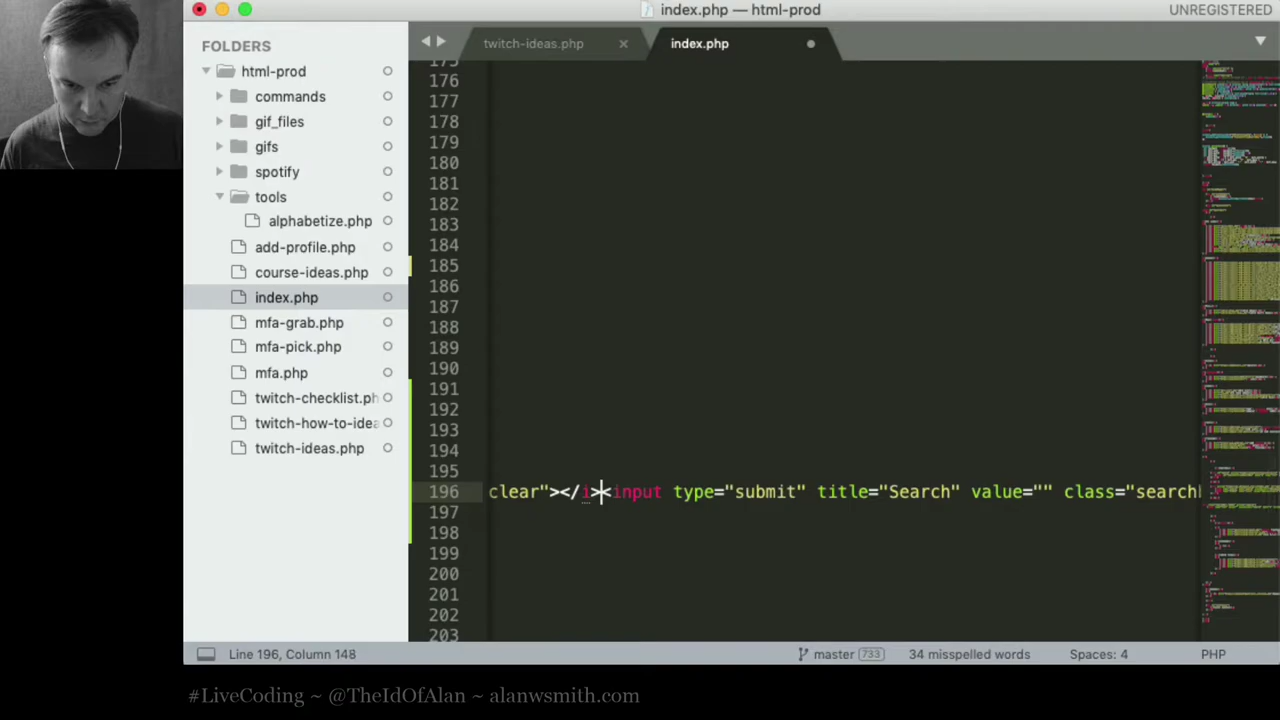 index.php — html-prod
UNREGISTERED
FOLDERS
html-prod
commands
gif_files
gifs
spotify
tools
alphabetize.php
add-profile.php
course-ideas.php
index.php
mfa-grab.php
mfa-pick.php
mfa.php
twitch-checklist.ph
twitch-how-to-idea
twitch-ideas.php
twitch-ideas.php
index.php
175
176
177
178
179
180
181
182
183
184
185
186
187
188
189
190
191
192
193
194
195
196 clear"></i><input type="submit" title="Search" value="" class="search
197
198
199
200
201
202
203
Line 196, Column 148
master 733
34 misspelled words
Spaces: 4
PHP
#LiveCoding ~ @TheIdOfAlan ~ alanwsmith.com